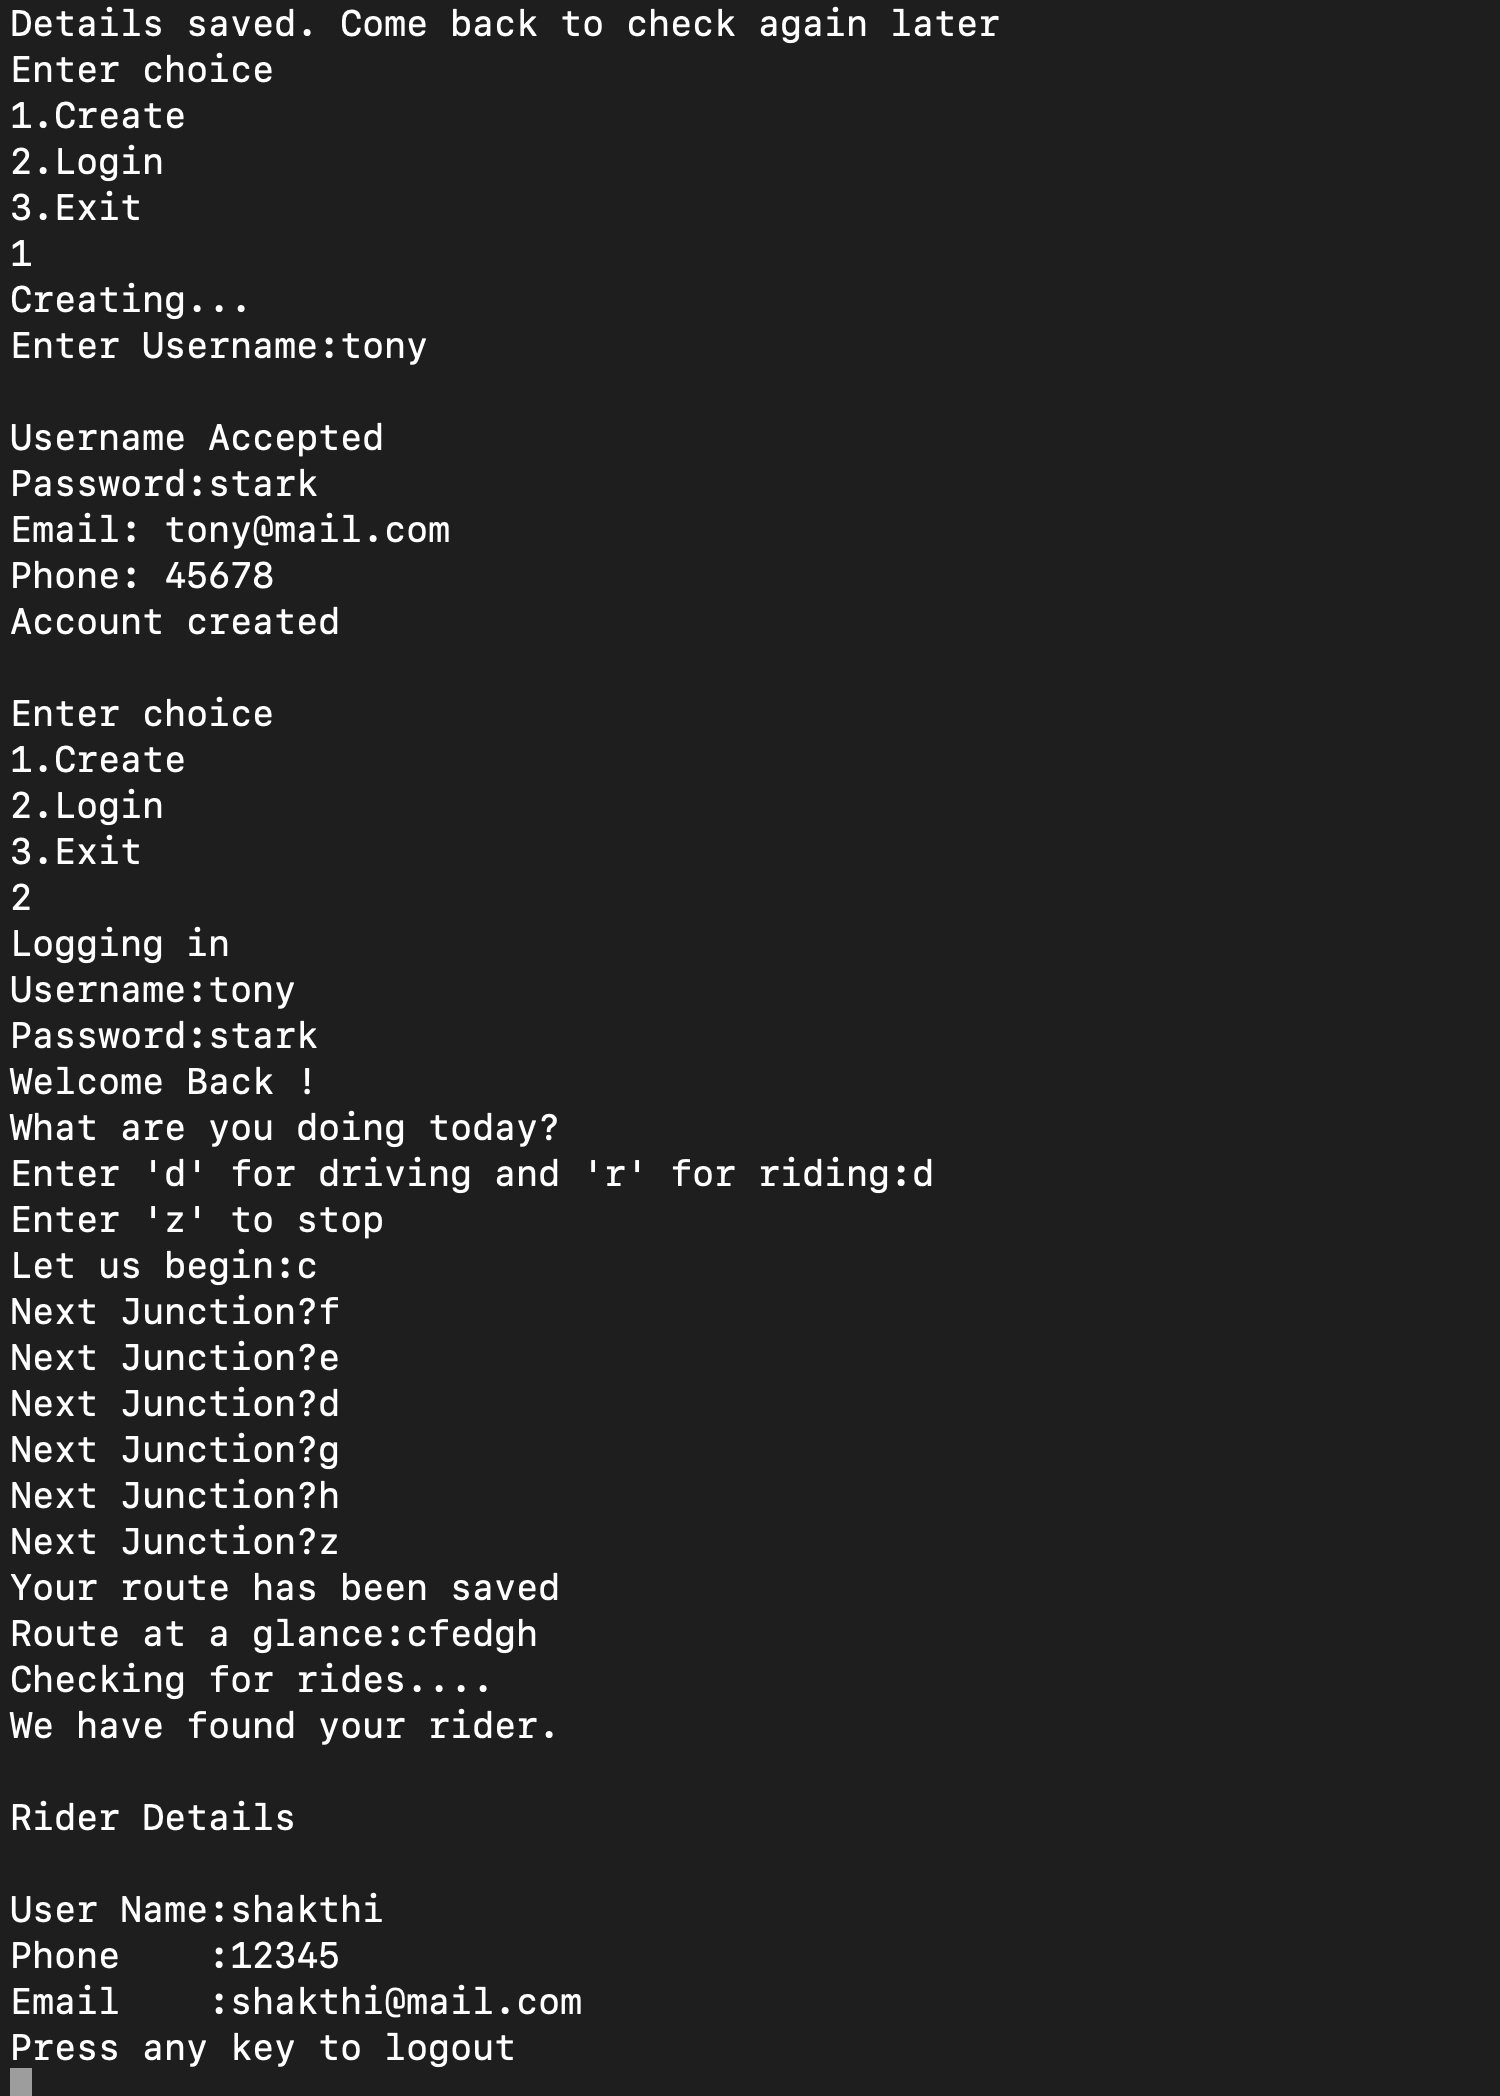 Details saved. Come back to check again later
Enter choice
1.Create
2.Login
3.Exit
1
Creating...
Enter Username:tony

Username Accepted
Password:stark
Email: tony@mail.com
Phone: 45678
Account created

Enter choice
1.Create
2.Login
3.Exit
2
Logging in
Username:tony
Password:stark
Welcome Back !
What are you doing today?
Enter 'd' for driving and 'r' for riding:d
Enter 'z' to stop
Let us begin:c
Next Junction?f
Next Junction?e
Next Junction?d
Next Junction?g
Next Junction?h
Next Junction?z
Your route has been saved
Route at a glance:cfedgh
Checking for rides....
We have found your rider.

Rider Details

User Name:shakthi
Phone    :12345
Email    :shakthi@mail.com
Press any key to logout